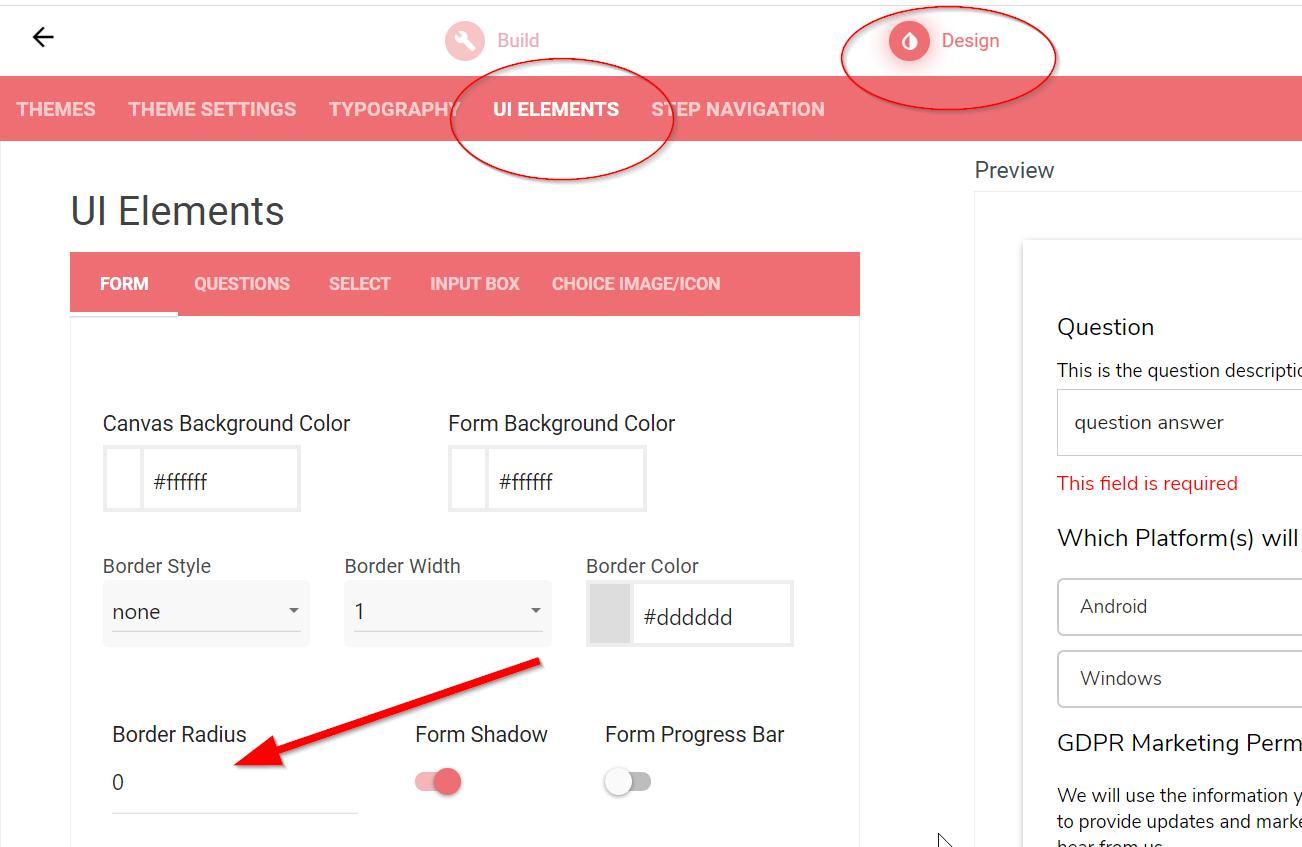 Build
Design
THEMES THEME SETTINGS TYPOGRAPHY UI ELEMENTS STEP NAVIGATION
Preview
UI Elements
FORM QUESTIONS SELECT INPUT BOX CHOICE IMAGE/ICON
Canvas Background Color Form Background Color
#ffffff #ffffff
Border Style Border Width Border Color
none 1 #dddddd
Border Radius Form Shadow Form Progress Bar
0
Question
This is the question descriptio
question answer
This field is required
Which Platform(s) will
Android
Windows
GDPR Marketing Perm
We will use the information y
to provide updates and marke
hear from us